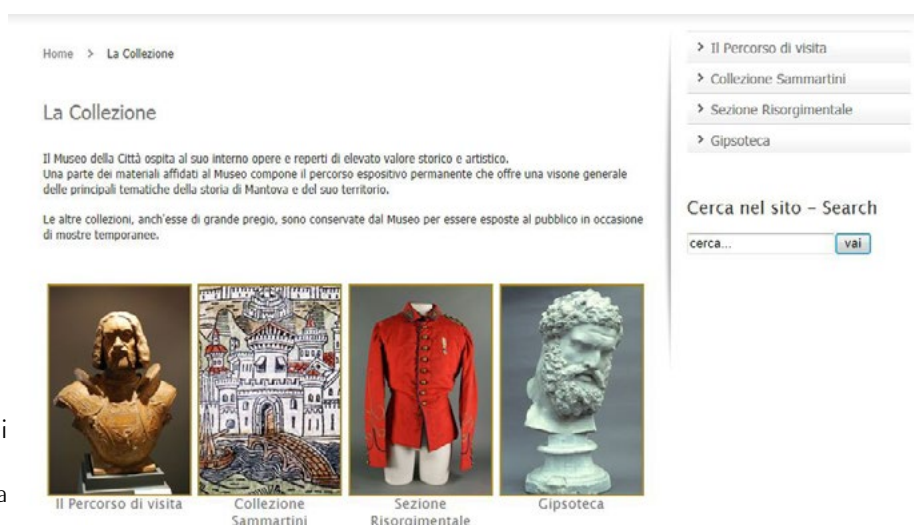 Home > La Collezione
La Collezione
Il Museo della Città ospita al suo interno opere e reperti di elevato valore storico e artistico.
Una parte dei materiali affidati al Museo compone il percorso espositivo permanente che offre una visone generale
delle principali tematiche della storia di Mantova e del suo territorio.
Le altre collezioni, anch'esse di grande pregio, sono conservate dal Museo per essere esposte al pubblico in occasione
di mostre temporanee.
Il Percorso di visita
Collezione
Sammartini
Sezione
Risorgimentale
Gipsoteca
> Il Percorso di visita
> Collezione Sammartini
> Sezione Risorgimentale
> Gipsoteca
Cerca nel sito – Search
cerca... vai
i
a